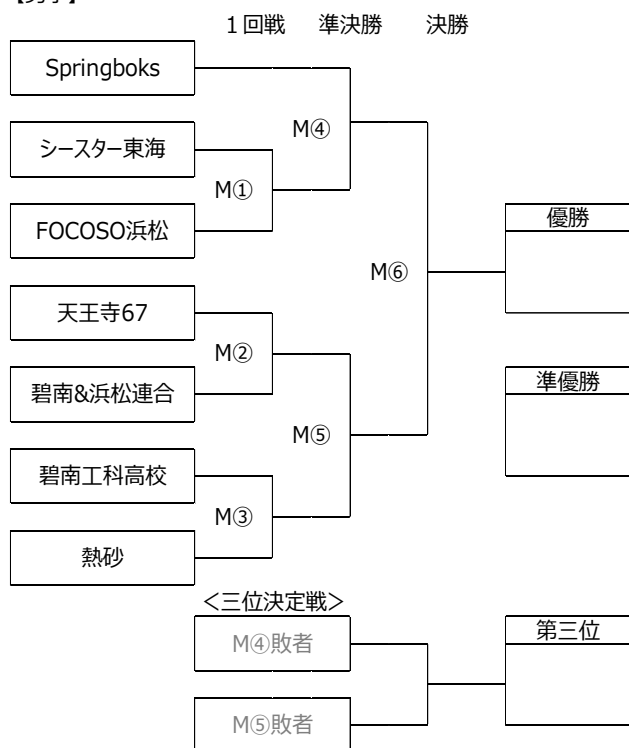 １回戦 準決勝 決勝
Springboks
M④
シースター東海
M①
FOCOSO浜松
優勝
M⑥
天王寺67
M②
碧南&浜松連合
準優勝
M⑤
碧南工科高校
M③
熱砂
＜三位決定戦＞
M④敗者
第三位
M⑤敗者